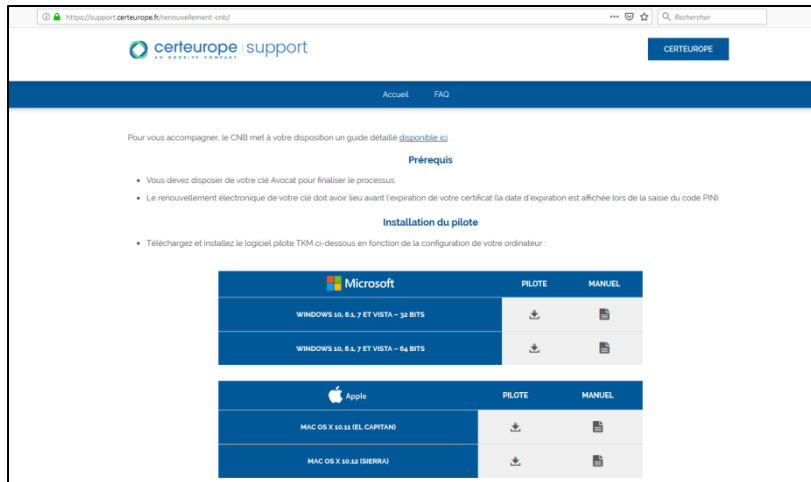 https://support.certeurope.fr/renouvellement-cnb/
Rechercher
certeurope support
CERTEUROPE
Accueil FAQ
Pour vous accompagner, le CNB met à votre disposition un guide détaillé disponible ici.
Prérequis
Vous devez disposer de votre clé Avocat pour finaliser le processus.
Le renouvellement électronique de votre clé doit avoir lieu avant l'expiration de votre certificat (la date d'expiration est affichée lors de la saisie du code PIN)
Installation du pilote
Téléchargez et installez le logiciel pilote TKM ci-dessous en fonction de la configuration de votre ordinateur :
Microsoft PILOTE MANUEL
WINDOWS 10, 8.1, 7 ET VISTA – 32 BITS
WINDOWS 10, 8.1, 7 ET VISTA – 64 BITS
Apple PILOTE MANUEL
MAC OS X 10.11 (EL CAPITAN)
MAC OS X 10.12 (SIERRA)